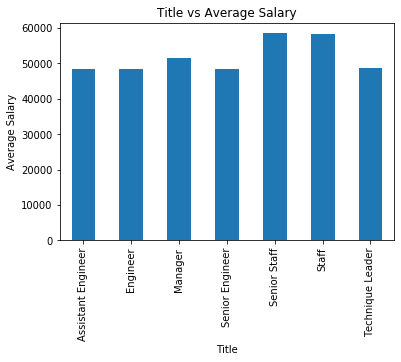 Title vs Average Salary
60000
50000
40000
30000
20000
10000
0
Average Salary
Assistant Engineer
Engineer
Manager
Senior Engineer
Senior Staff
Staff
Technique Leader
Title